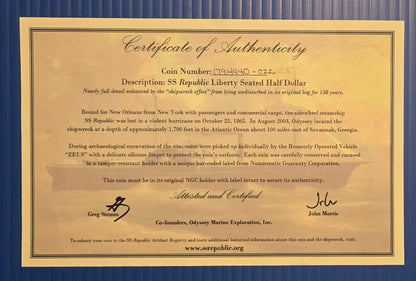 Certificate of Authenticity
Coin Number: 1794940-022
Description: SS Republic Liberty Seated Half Dollar
Nearly full detail enhanced by the "shipwreck effect" from lying undisturbed in its original bag for 138 years.
Bound for New Orleans from New York with passengers and commercial cargo, the sidewheel steamship
SS Republic was lost in a violent hurricane on October 25, 1865. In August 2003, Odyssey located the
shipwreck at a depth of approximately 1,700 feet in the Atlantic Ocean about 100 miles east of Savannah, Georgia.
During archaeological excavation of the site, coins were picked up individually by the Remotely Operated Vehicle
"ZEUS" with a delicate silicone limpet to protect the coin's surfaces. Each coin was carefully conserved and encased
in a tamper-resistant holder with a unique bar-coded label from Numismatic Guaranty Corporation.
This coin must be in its original NGC holder with label intact to assure its authenticity.
Attested and Certified
Greg Stemm
John Morris
Co-founders, Odyssey Marine Exploration, Inc.
To submit your coin to the SS Republic Artifact Registry and learn additional historical information about this coin and the shipwreck, visit:
www.ssrepublic.org